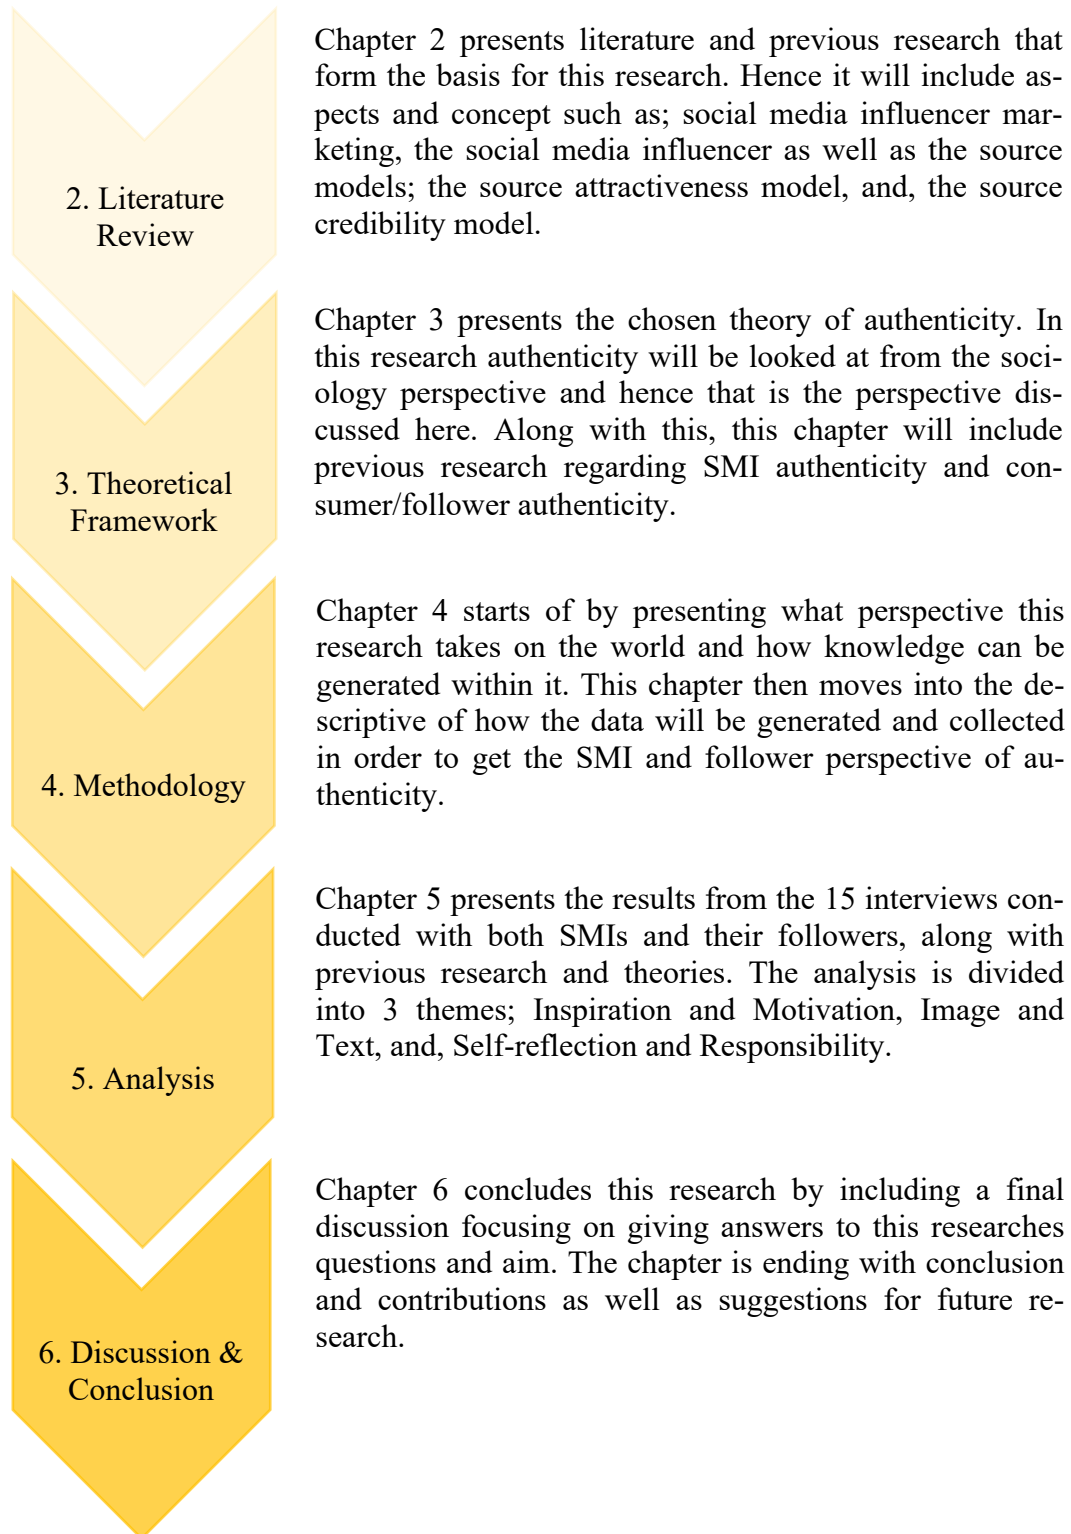 2. Literature
Review
Chapter 2 presents literature and previous research that
form the basis for this research. Hence it will include as-
pects and concept such as; social media influencer mar-
keting, the social media influencer as well as the source
models; the source attractiveness model, and, the source
credibility model.
3. Theoretical
Framework
Chapter 3 presents the chosen theory of authenticity. In
this research authenticity will be looked at from the soci-
ology perspective and hence that is the perspective dis-
cussed here. Along with this, this chapter will include
previous research regarding SMI authenticity and con-
sumer/follower authenticity.
4. Methodology
Chapter 4 starts of by presenting what perspective this
research takes on the world and how knowledge can be
generated within it. This chapter then moves into the de-
scriptive of how the data will be generated and collected
in order to get the SMI and follower perspective of au-
thenticity.
5. Analysis
Chapter 5 presents the results from the 15 interviews con-
ducted with both SMIs and their followers, along with
previous research and theories. The analysis is divided
into 3 themes; Inspiration and Motivation, Image and
Text, and, Self-reflection and Responsibility.
6. Discussion &
Conclusion
Chapter 6 concludes this research by including a final
discussion focusing on giving answers to this researches
questions and aim. The chapter is ending with conclusion
and contributions as well as suggestions for future re-
search.